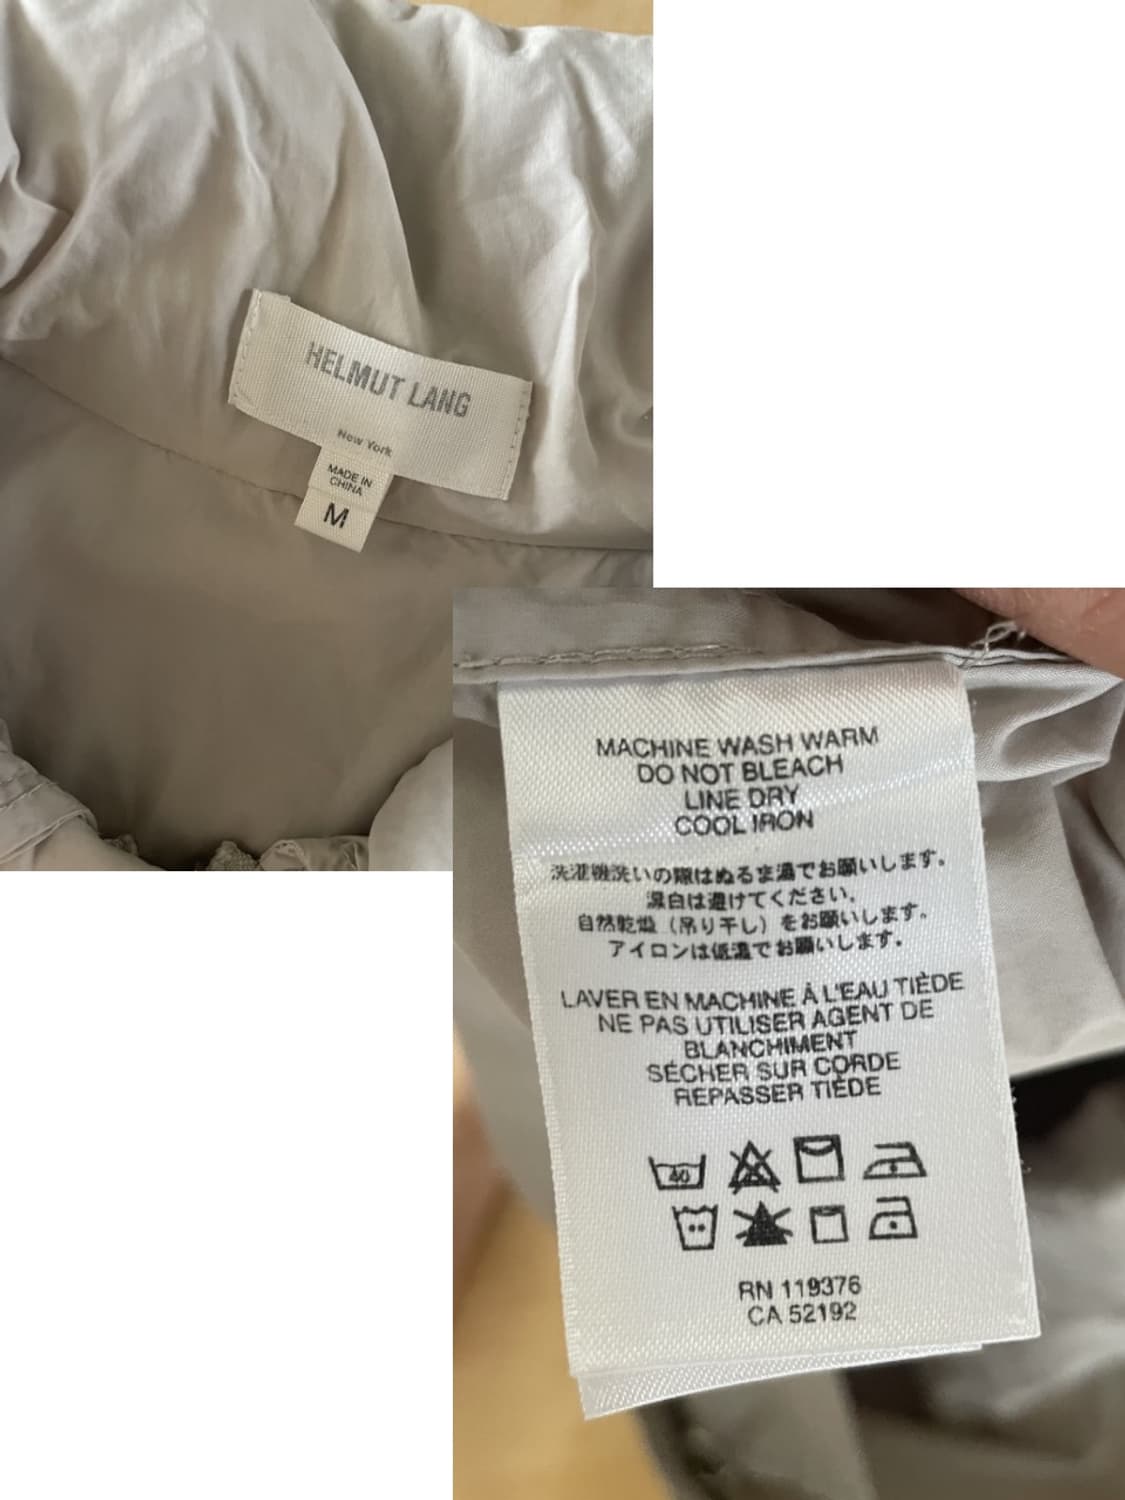 HELMUT LANG
New York
MADE IN
CHINA
M
MACHINE WASH WARM
DO NOT BLEACH
LINE DRY
COOL IRON
洗濯機洗いの際はぬるま湯でお願いします。
漂白は避けてください。
自然乾燥（吊り干し）をお願いします。
アイロンは低温でお願いします。
LAVER EN MACHINE À L'EAU TIÈDE
NE PAS UTILISER AGENT DE
BLANCHIMENT
SÉCHER SUR CORDE
REPASSER TIÈDE
40
RN 119376
CA 52192